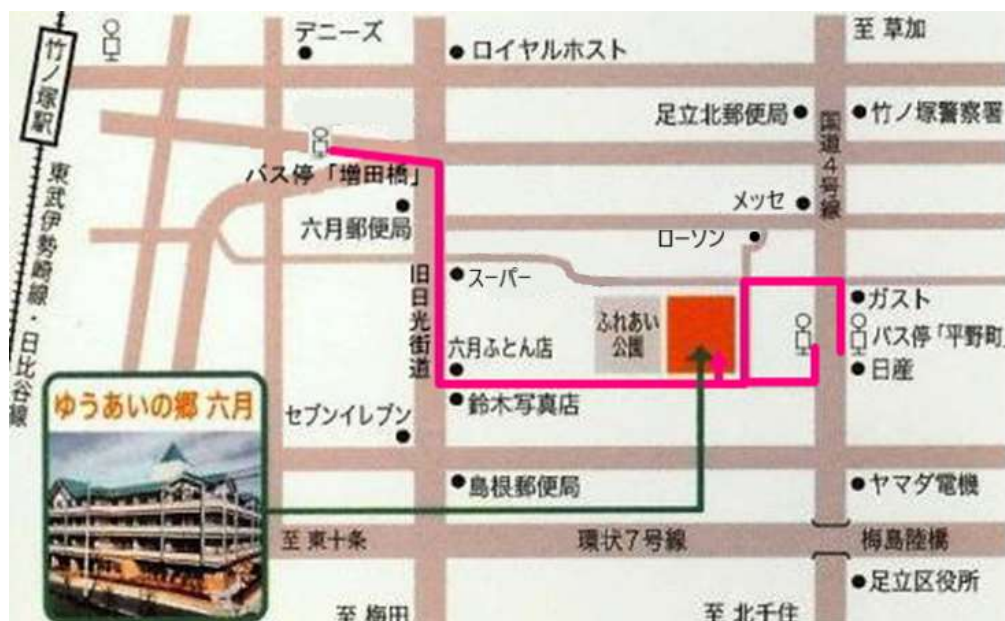 デニーズ
ロイヤルホスト
至 草加
竹ノ塚駅
足立北郵便局
国道4号線
竹ノ塚警察署
東武伊勢崎線・日比谷線
バス停「増田橋」
メッセ
六月郵便局
ローソン
旧日光街道
スーパー
ガスト
ふれあい
公園
バス停「平野町」
六月ふとん店
日産
ゆうあいの郷 六月
鈴木写真店
セブンイレブン
島根郵便局
ヤマダ電機
至 東十条
環状7号線
梅島陸橋
足立区役所
至 梅田
至 北千住